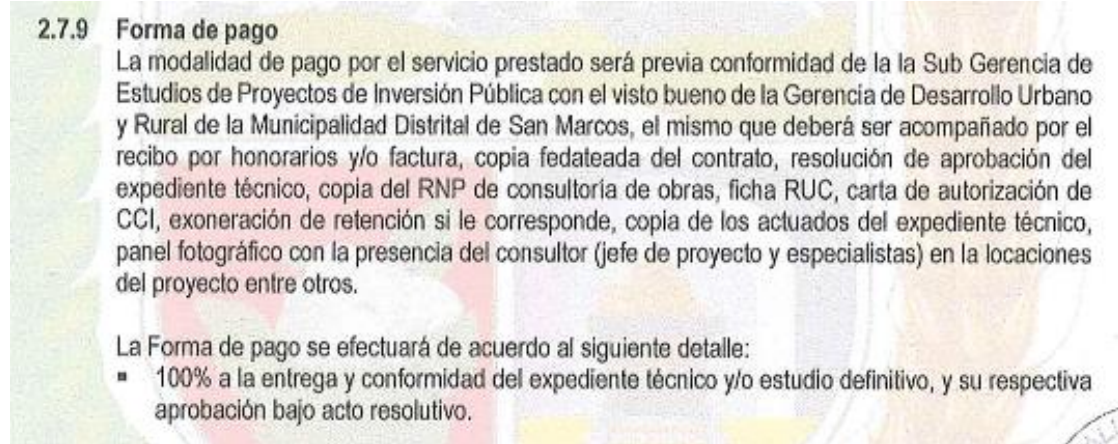 2.7.9 Forma de pago
La modalidad de pago por el servicio prestado será previa conformidad de la la Sub Gerencia de
Estudios de Proyectos de Inversión Pública con el visto bueno de la Gerencia de Desarrollo Urbano
y Rural de la Municipalidad Distrital de San Marcos, el mismo que deberá ser acompañado por el
recibo por honorarios y/o factura, copia fedateada del contrato, resolución de aprobación del
expediente técnico, copia del RNP de consultoría de obras, ficha RUC, carta de autorización de
CCI, exoneración de retención si le corresponde, copia de los actuados del expediente técnico,
panel fotográfico con la presencia del consultor (jefe de proyecto y especialistas) en la locaciones
del proyecto entre otros.
La Forma de pago se efectuará de acuerdo al siguiente detalle:
▪ 100% a la entrega y conformidad del expediente técnico y/o estudio definitivo, y su respectiva
aprobación bajo acto resolutivo.